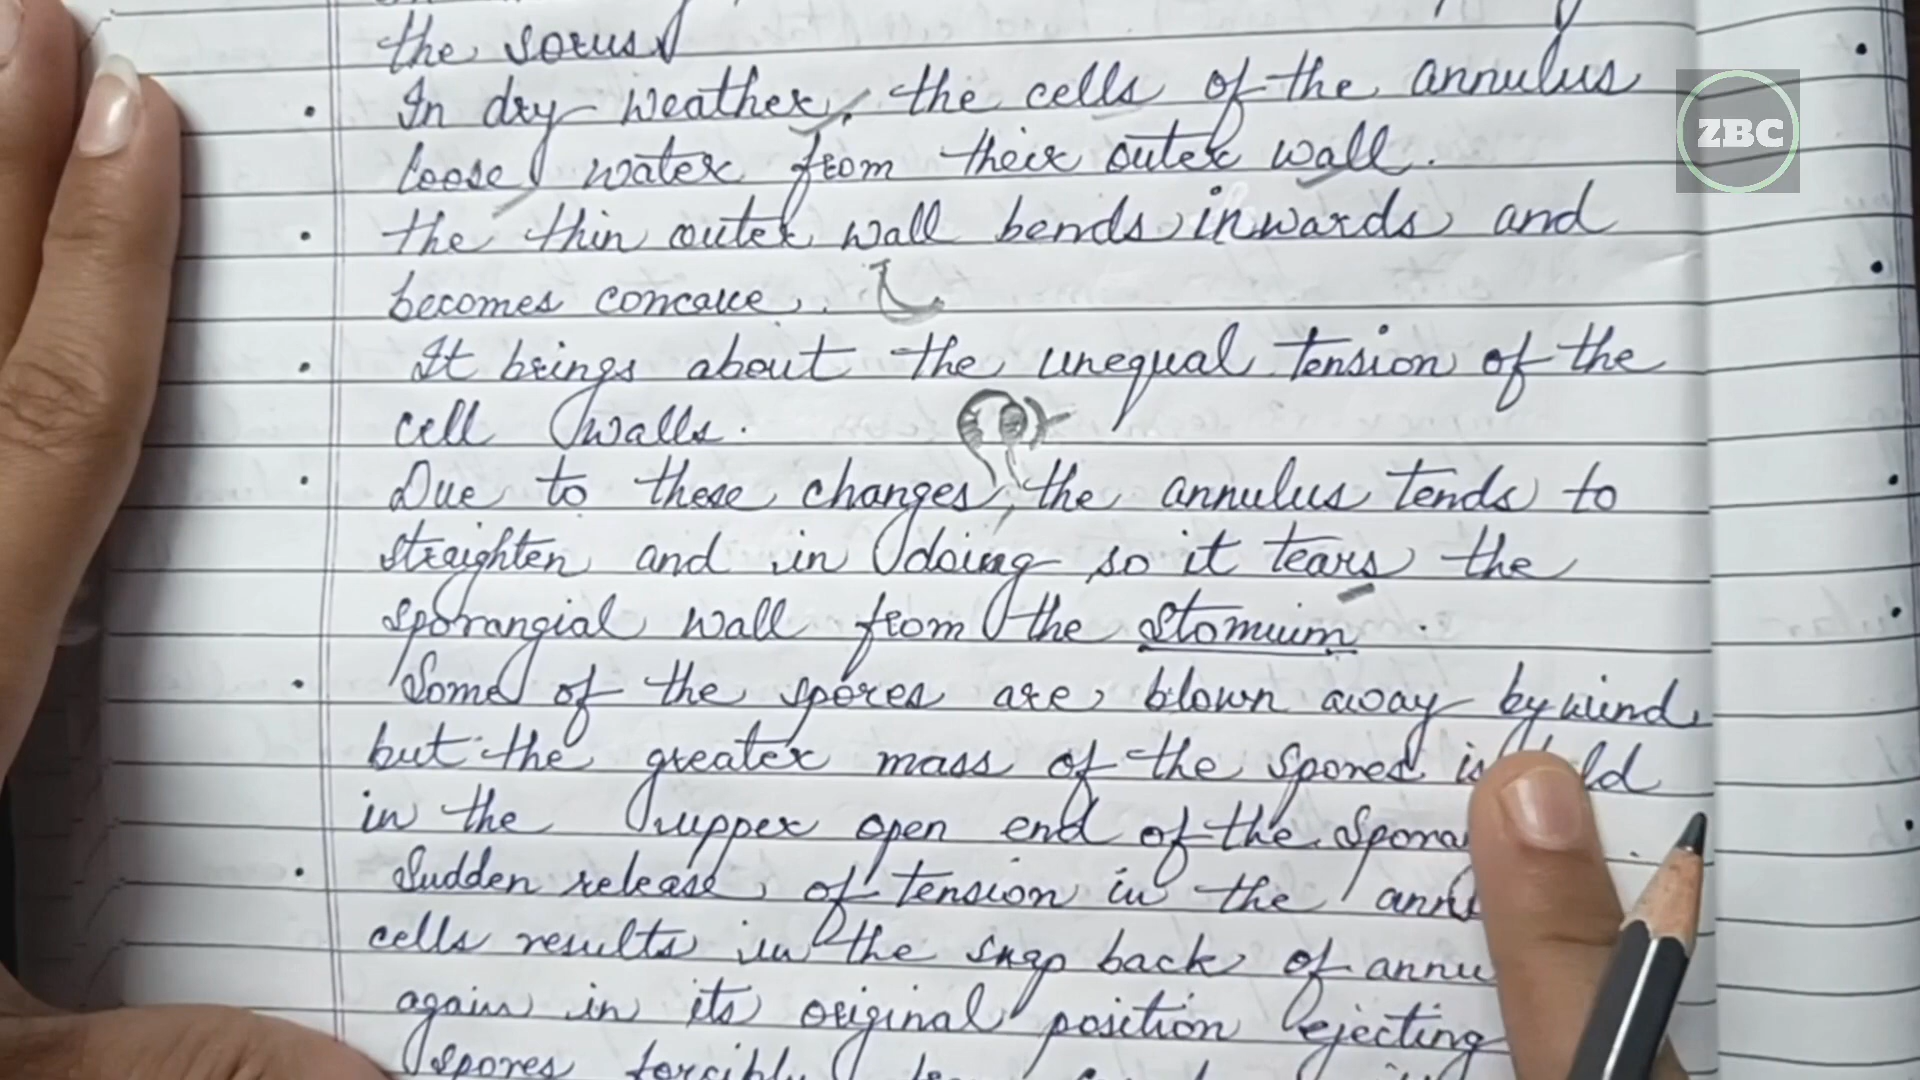 the sorus
In dry weather, the cells of the annulus
loose water from their outer wall.
the thin outer wall bends inwards and
becomes concave.
It brings about the unequal tension of the
cell walls.
Due to these changes, the annulus tends to
straighten and in doing so it tears the
sporangial wall from the stomium.
Some of the spores are blown away by wind
but the greater mass of the spores is
in the upper open end of the
Sudden release of tension in the
cells results in the snap back of
again in its original position ejecting
spores forcibly
ZBC